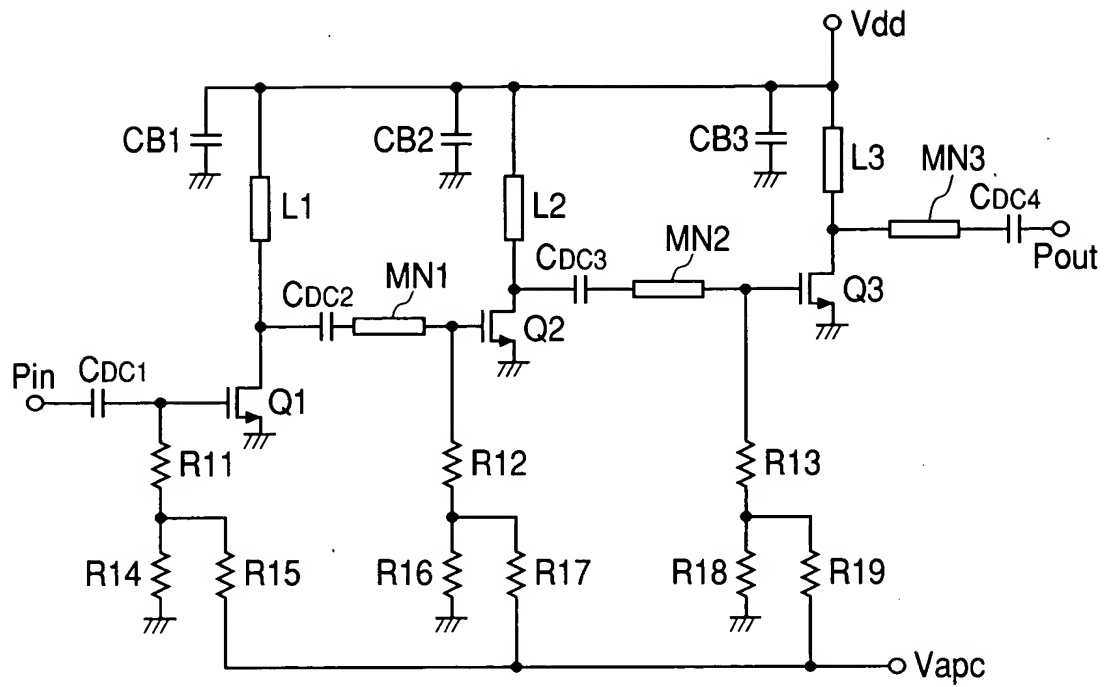 Vdd
CB1
CB2
CB3
L1
L2
L3
MN3
CDC4
Pout
MN2
CDC3
Q3
MN1
CDC2
Q2
Pin
CDC1
Q1
R11
R12
R13
R14
R15
R16
R17
R18
R19
Vapc